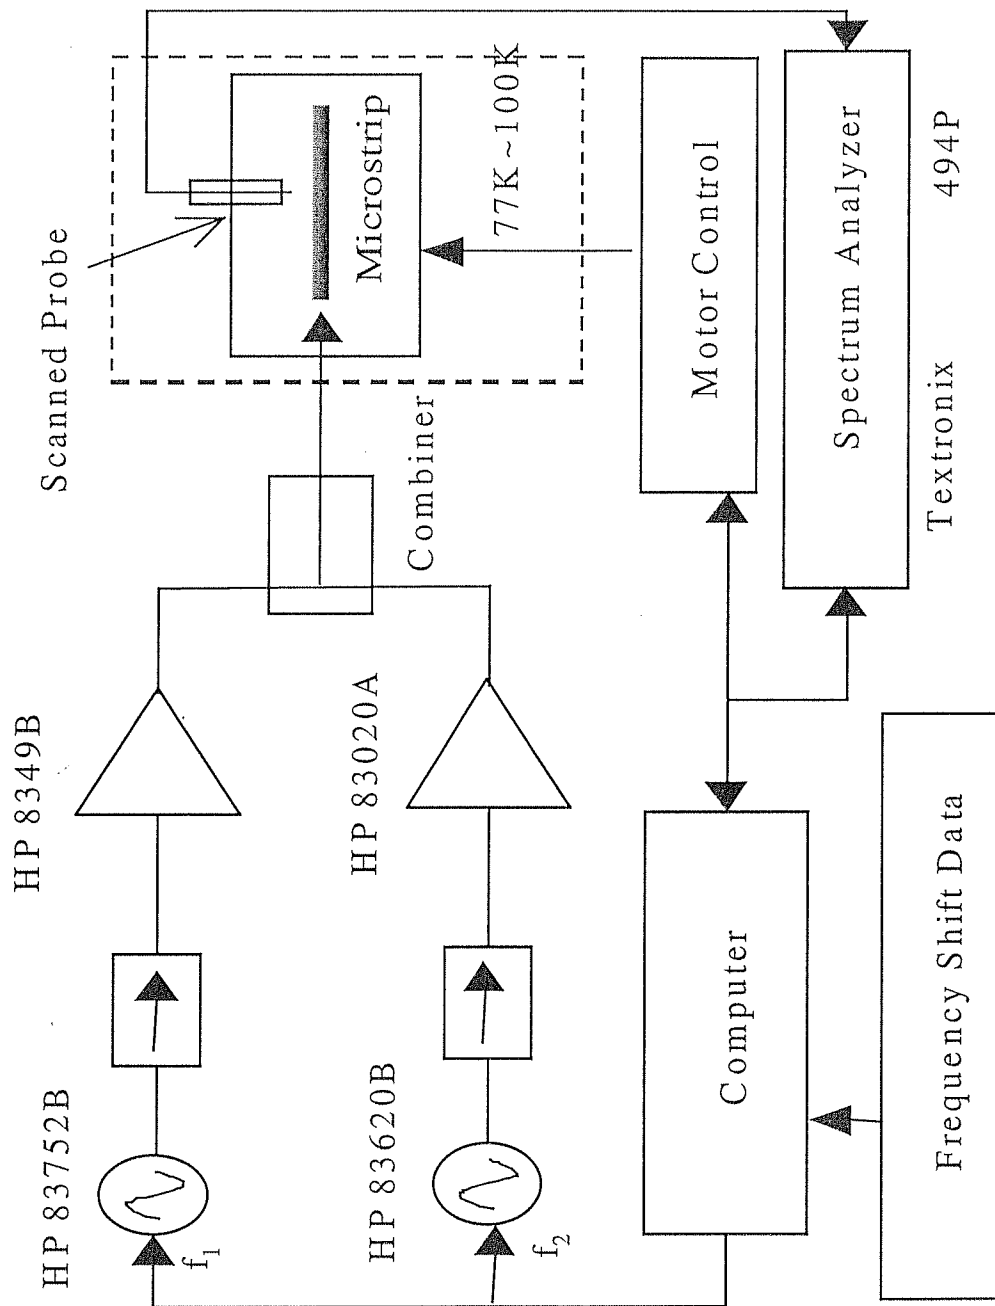 HP 83752B
f1
HP 8349B
HP 83620B
f2
HP 83020A
Combiner
Scanned Probe
Microstrip
77K ~100K
Computer
Motor Control
Spectrum Analyzer
Textronix 494P
Frequency Shift Data